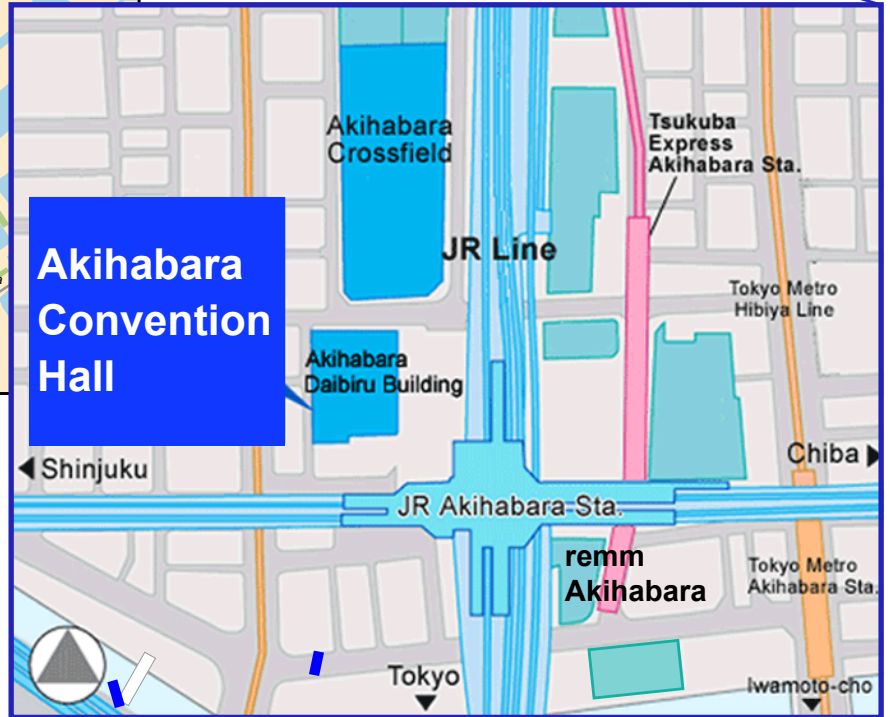 Akihabara
Crossfield
Tsukuba
Express
Akihabara Sta.
JR Line
Akihabara
Convention
Hall
Tokyo Metro
Hibiya Line
Akihabara
Daibiru Building
Shinjuku
Chiba
JR Akihabara Sta.
remm
Akihabara
Tokyo Metro
Akihabara Sta.
Tokyo
Iwamoto-cho